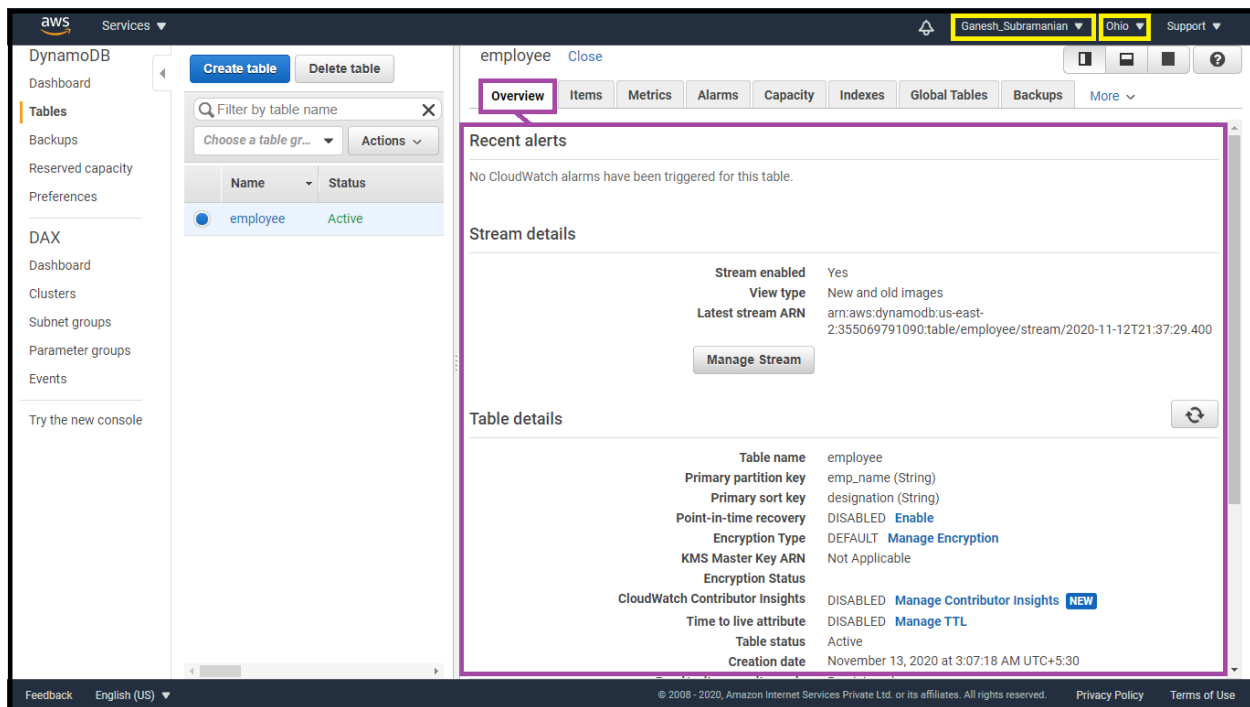 aws Services Ganesh_Subramanian Ohio Support
DynamoDB
Dashboard
Tables
Backups
Reserved capacity
Preferences
DAX
Dashboard
Clusters
Subnet groups
Parameter groups
Events
Try the new console
Create table Delete table
Filter by table name
Choose a table gr... Actions
Name Status
employee Active
employee Close
Overview Items Metrics Alarms Capacity Indexes Global Tables Backups More
Recent alerts
No CloudWatch alarms have been triggered for this table.
Stream details
Stream enabled Yes
View type New and old images
Latest stream ARN arn:aws:dynamodb:us-east-
2:355069791090:table/employee/stream/2020-11-12T21:37:29.400
Manage Stream
Table details
Table name employee
Primary partition key emp_name (String)
Primary sort key designation (String)
Point-in-time recovery DISABLED Enable
Encryption Type DEFAULT Manage Encryption
KMS Master Key ARN Not Applicable
Encryption Status
CloudWatch Contributor Insights DISABLED Manage Contributor Insights NEW
Time to live attribute DISABLED Manage TTL
Table status Active
Creation date November 13, 2020 at 3:07:18 AM UTC+5:30
Feedback English (US) © 2008 - 2020, Amazon Internet Services Private Ltd. or its affiliates. All rights reserved. Privacy Policy Terms of Use